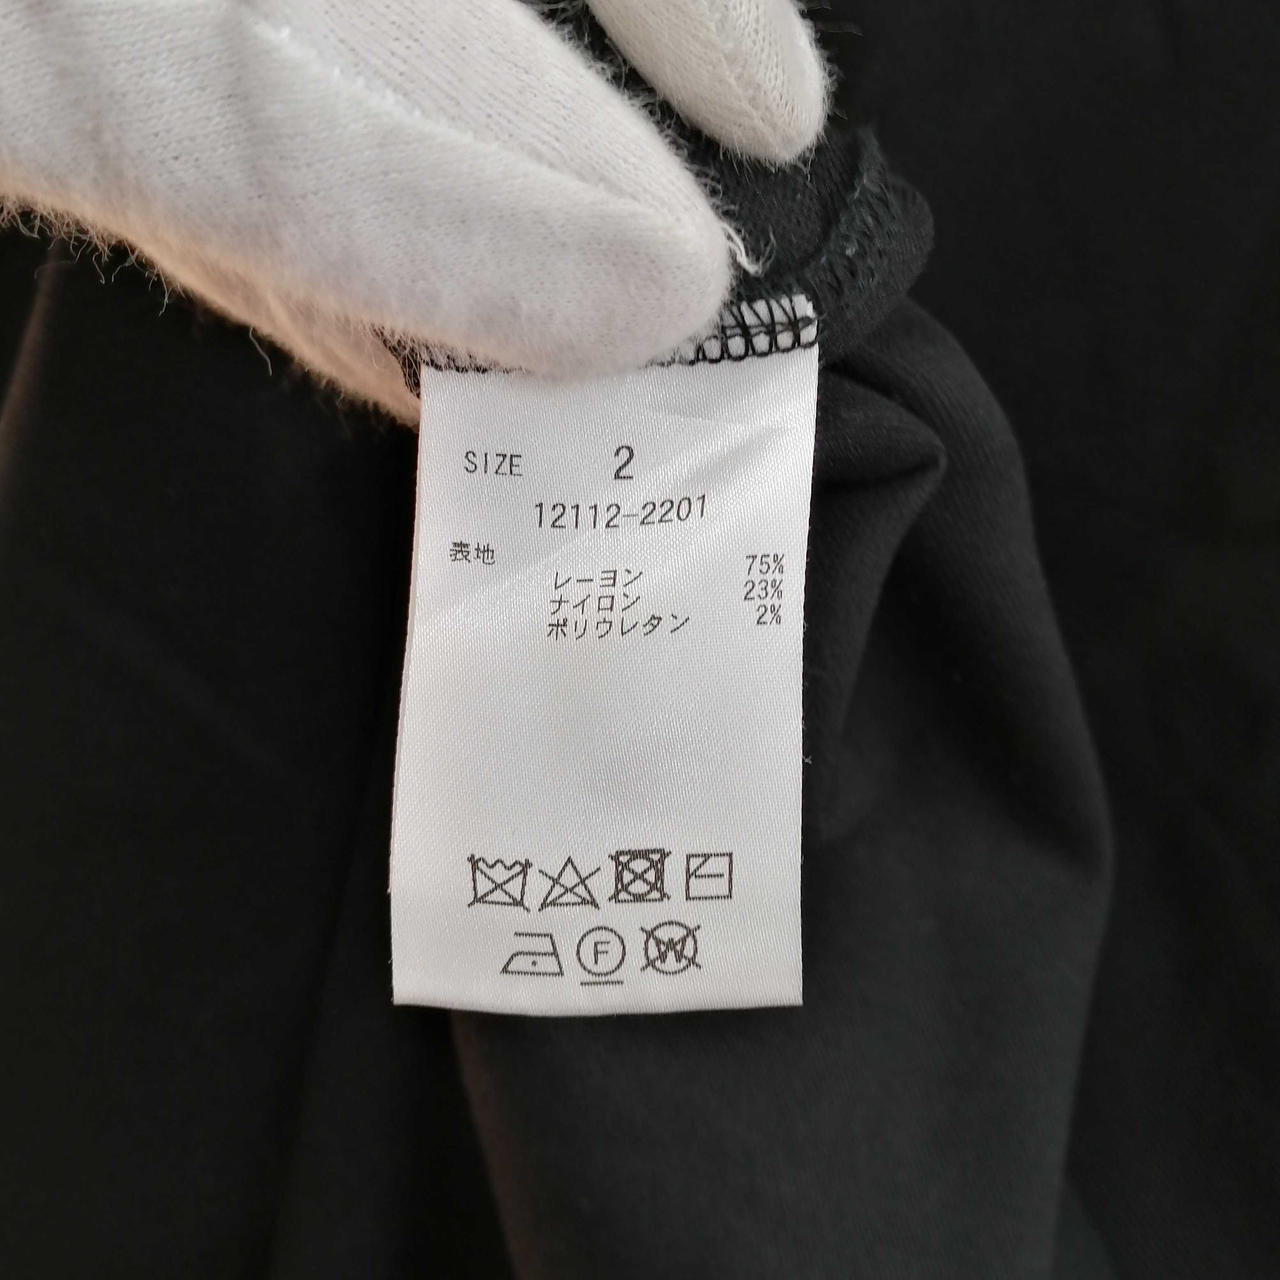 SIZE 2
12112-2201
表地
レーヨン 75%
ナイロン 23%
ポリウレタン 2%
F
W